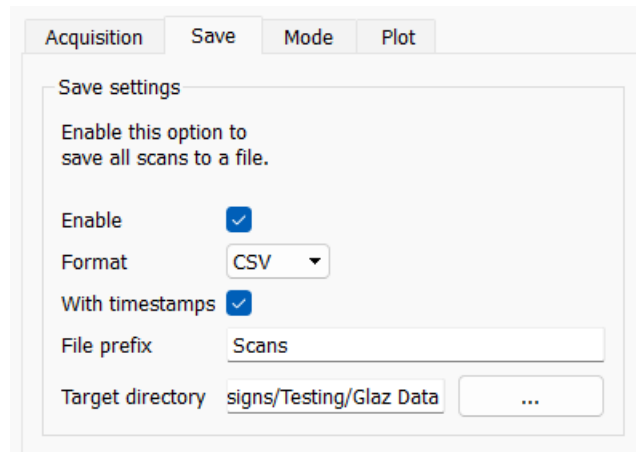 Acquisition Save Mode Plot
Save settings
Enable this option to
save all scans to a file.
Enable
Format CSV
With timestamps
File prefix Scans
Target directory signs/Testing/Glaz Data ...